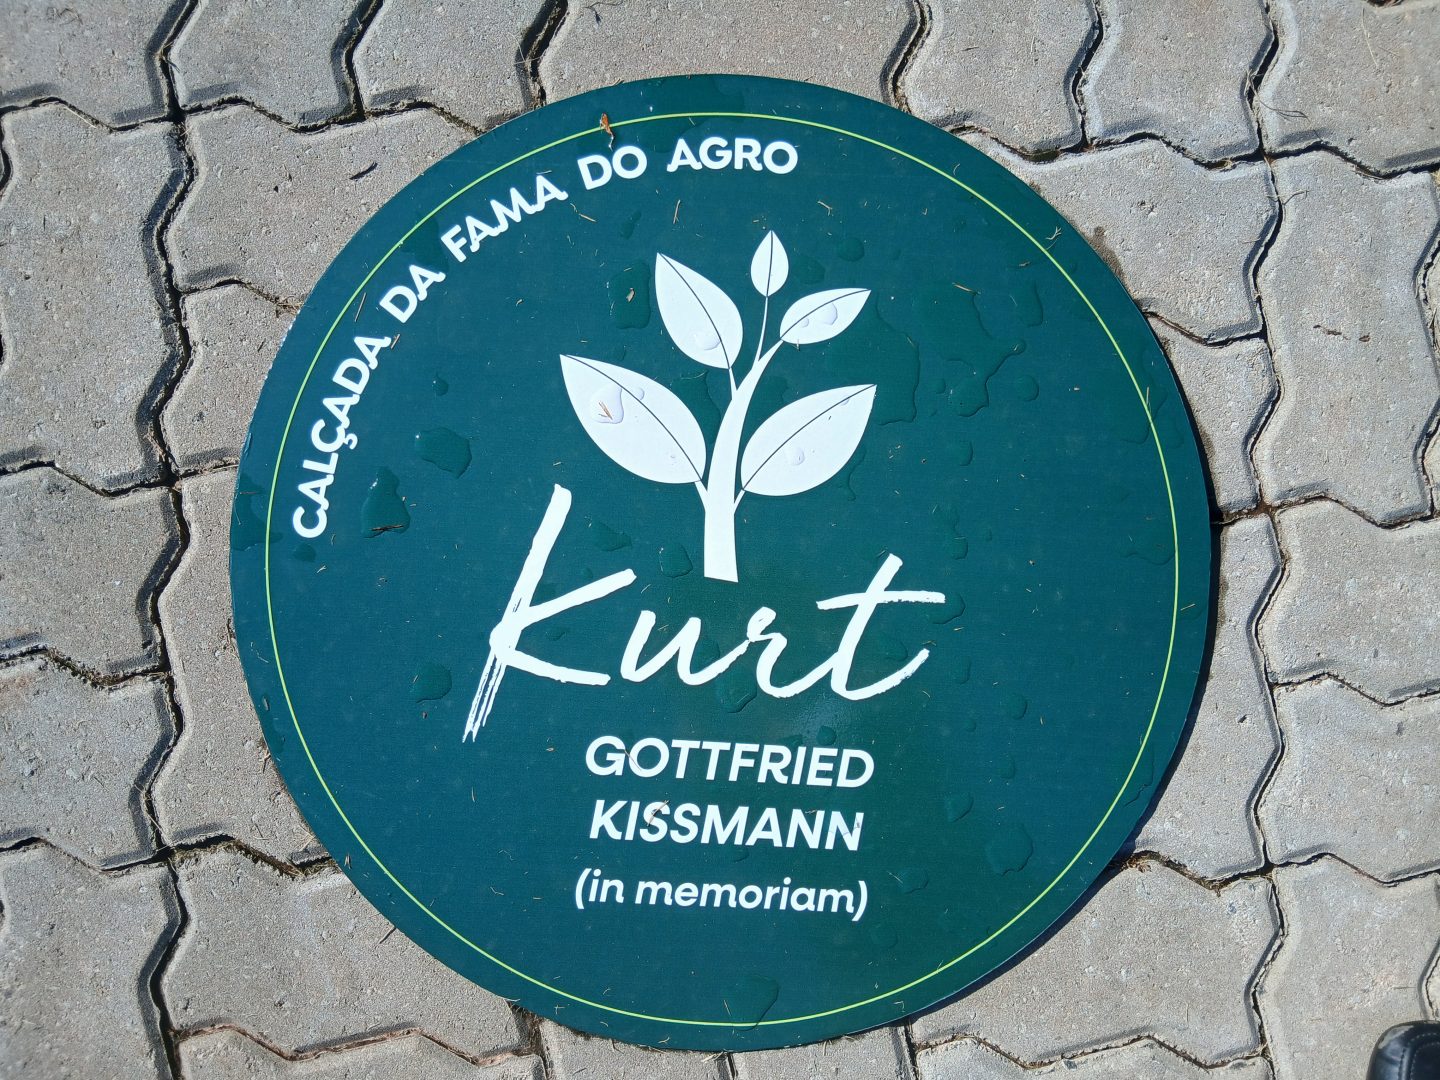 CALÇADA DA FAMA DO AGRO
Kurt
GOTTFRIED
KISSMANN
(in memoriam)